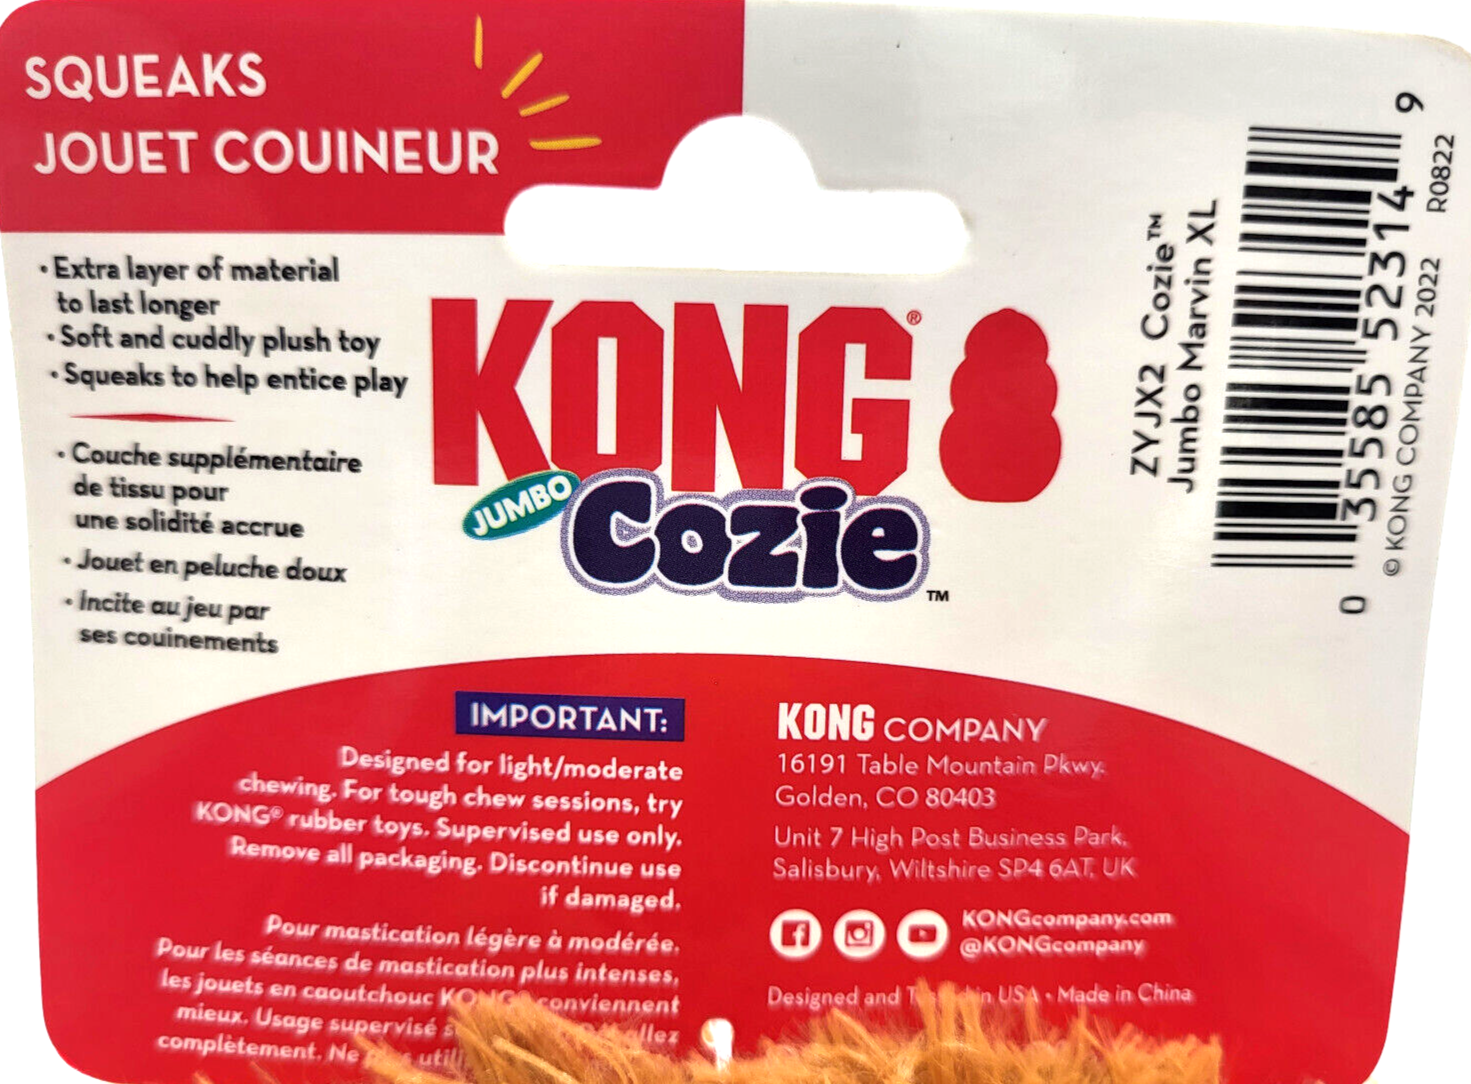 SQUEAKS
JOUET COUINEUR
• Extra layer of material
to last longer
• Soft and cuddly plush toy
• Squeaks to help entice play
• Couche supplémentaire
de tissu pour
une solidité accrue
• Jouet en peluche doux
• Incite au jeu par
ses couinements
KONG®
JUMBO
Cozie™
ZYJX2 Cozie™
Jumbo Marvin XL
0 35585 52314 9
© KONG COMPANY 2022 R0822
IMPORTANT:
Designed for light/moderate
chewing. For tough chew sessions, try
KONG® rubber toys. Supervised use only.
Remove all packaging. Discontinue use
if damaged.
Pour mastication légère à modérée.
Pour les séances de mastication plus intenses,
les jouets en caoutchouc KONG® conviennent
mieux. Usage supervisé
complètement. Ne
KONG COMPANY
16191 Table Mountain Pkwy.
Golden, CO 80403
Unit 7 High Post Business Park,
Salisbury, Wiltshire SP4 6AT, UK
KONGcompany.com
@KONGcompany
Designed and in USA • Made in China